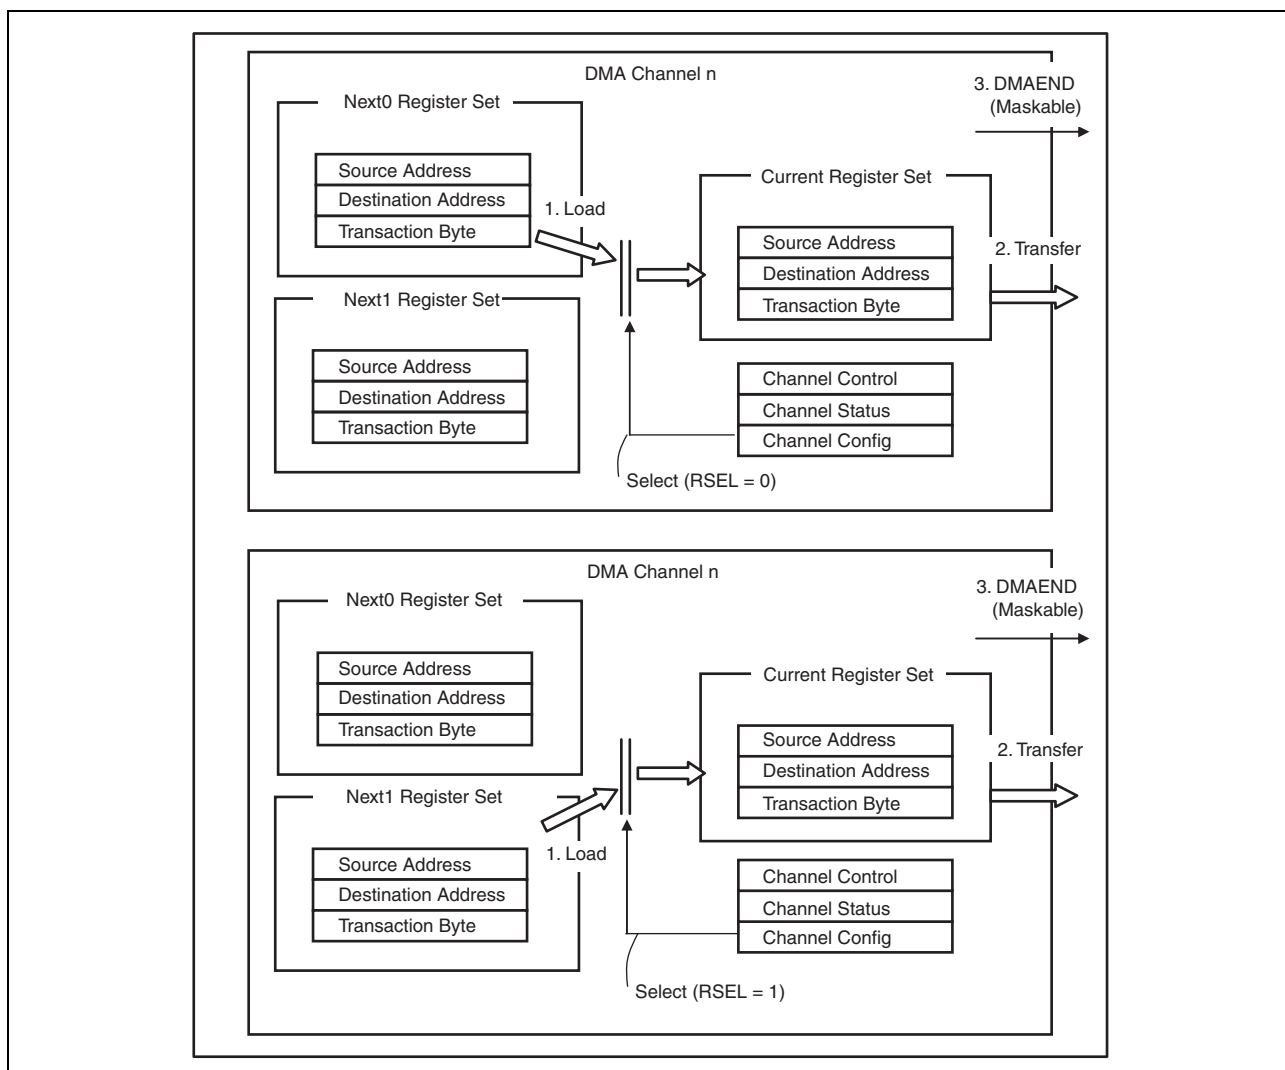 DMA Channel n
3. DMAEND
(Maskable)
Next0 Register Set
Source Address
Destination Address
Transaction Byte
1. Load
Current Register Set
Source Address
Destination Address
Transaction Byte
2. Transfer
Next1 Register Set
Source Address
Destination Address
Transaction Byte
Channel Control
Channel Status
Channel Config
Select (RSEL = 0)
DMA Channel n
3. DMAEND
(Maskable)
Next0 Register Set
Source Address
Destination Address
Transaction Byte
Current Register Set
Source Address
Destination Address
Transaction Byte
2. Transfer
Next1 Register Set
1. Load
Source Address
Destination Address
Transaction Byte
Channel Control
Channel Status
Channel Config
Select (RSEL = 1)